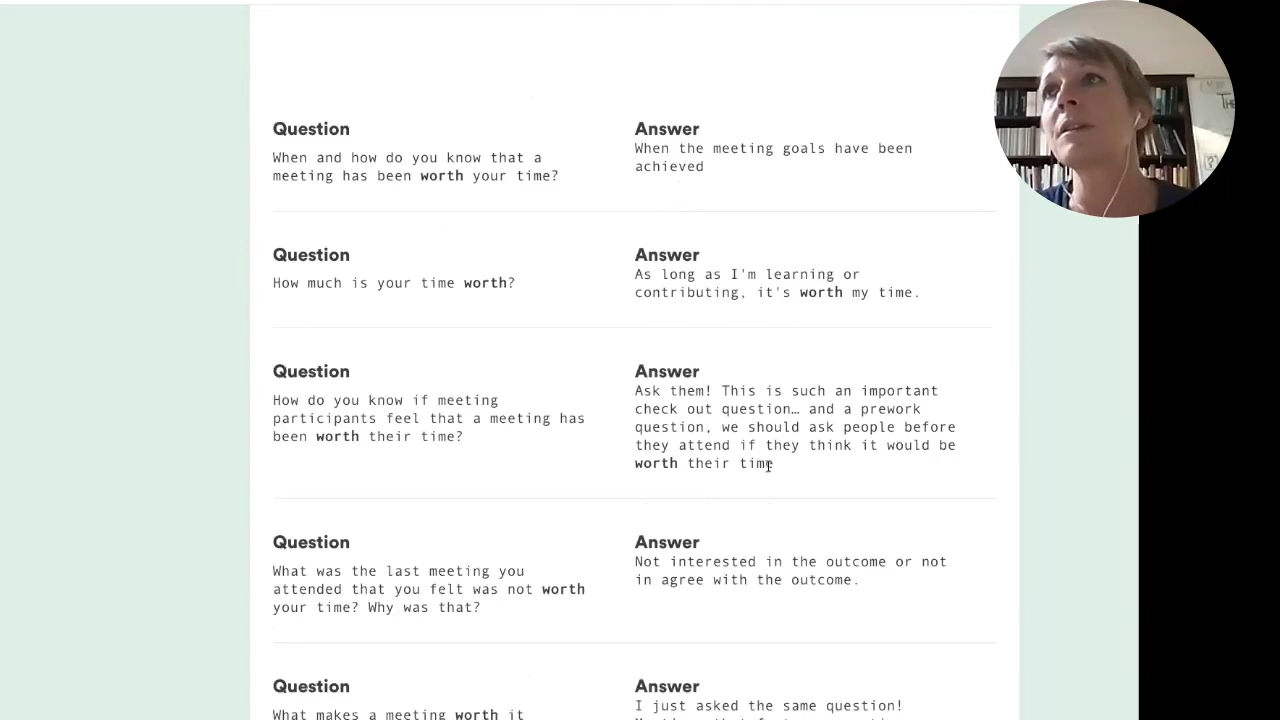 Question
When and how do you know that a
meeting has been worth your time?
Answer
When the meeting goals have been
achieved
Question
How much is your time worth?
Answer
As long as I'm learning or
contributing, it's worth my time.
Question
How do you know if meeting
participants feel that a meeting has
been worth their time?
Answer
Ask them! This is such an important
check out question… and a prework
question, we should ask people before
they attend if they think it would be
worth their time
Question
What was the last meeting you
attended that you felt was not worth
your time? Why was that?
Answer
Not interested in the outcome or not
in agree with the outcome.
Question
What makes a meeting worth it
Answer
I just asked the same question!